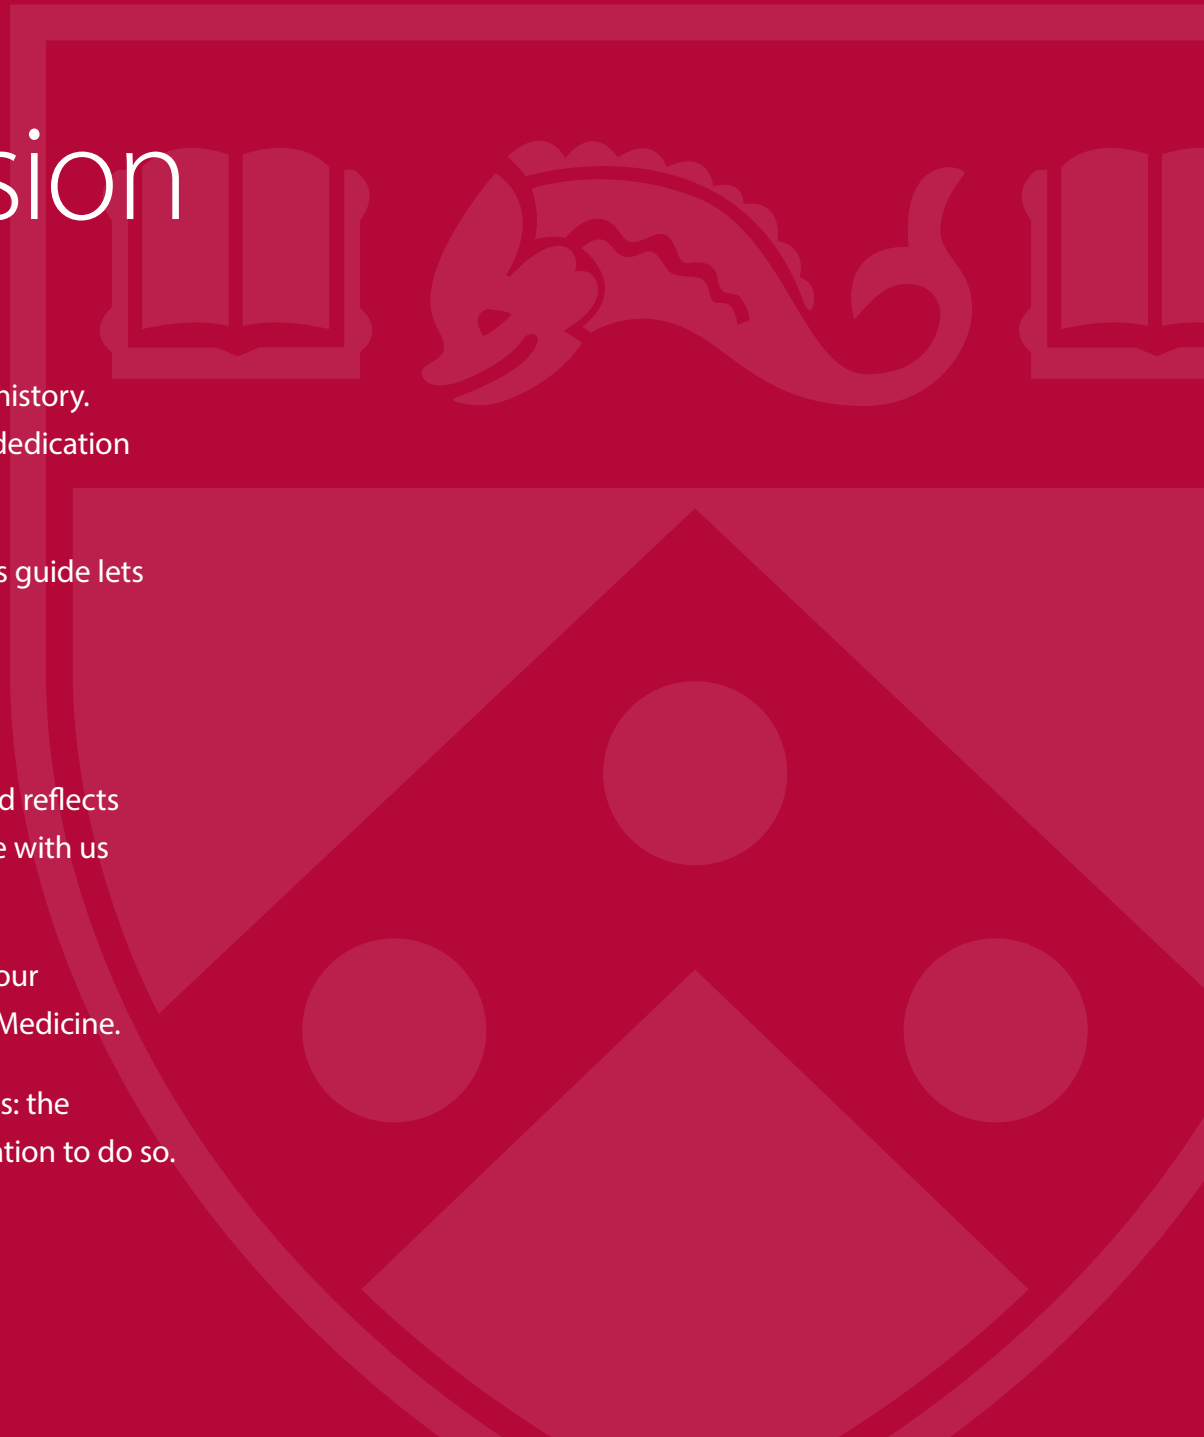 sion
history.
dedication
s guide lets
d reflects
e with us
our
Medicine.
s: the
ation to do so.